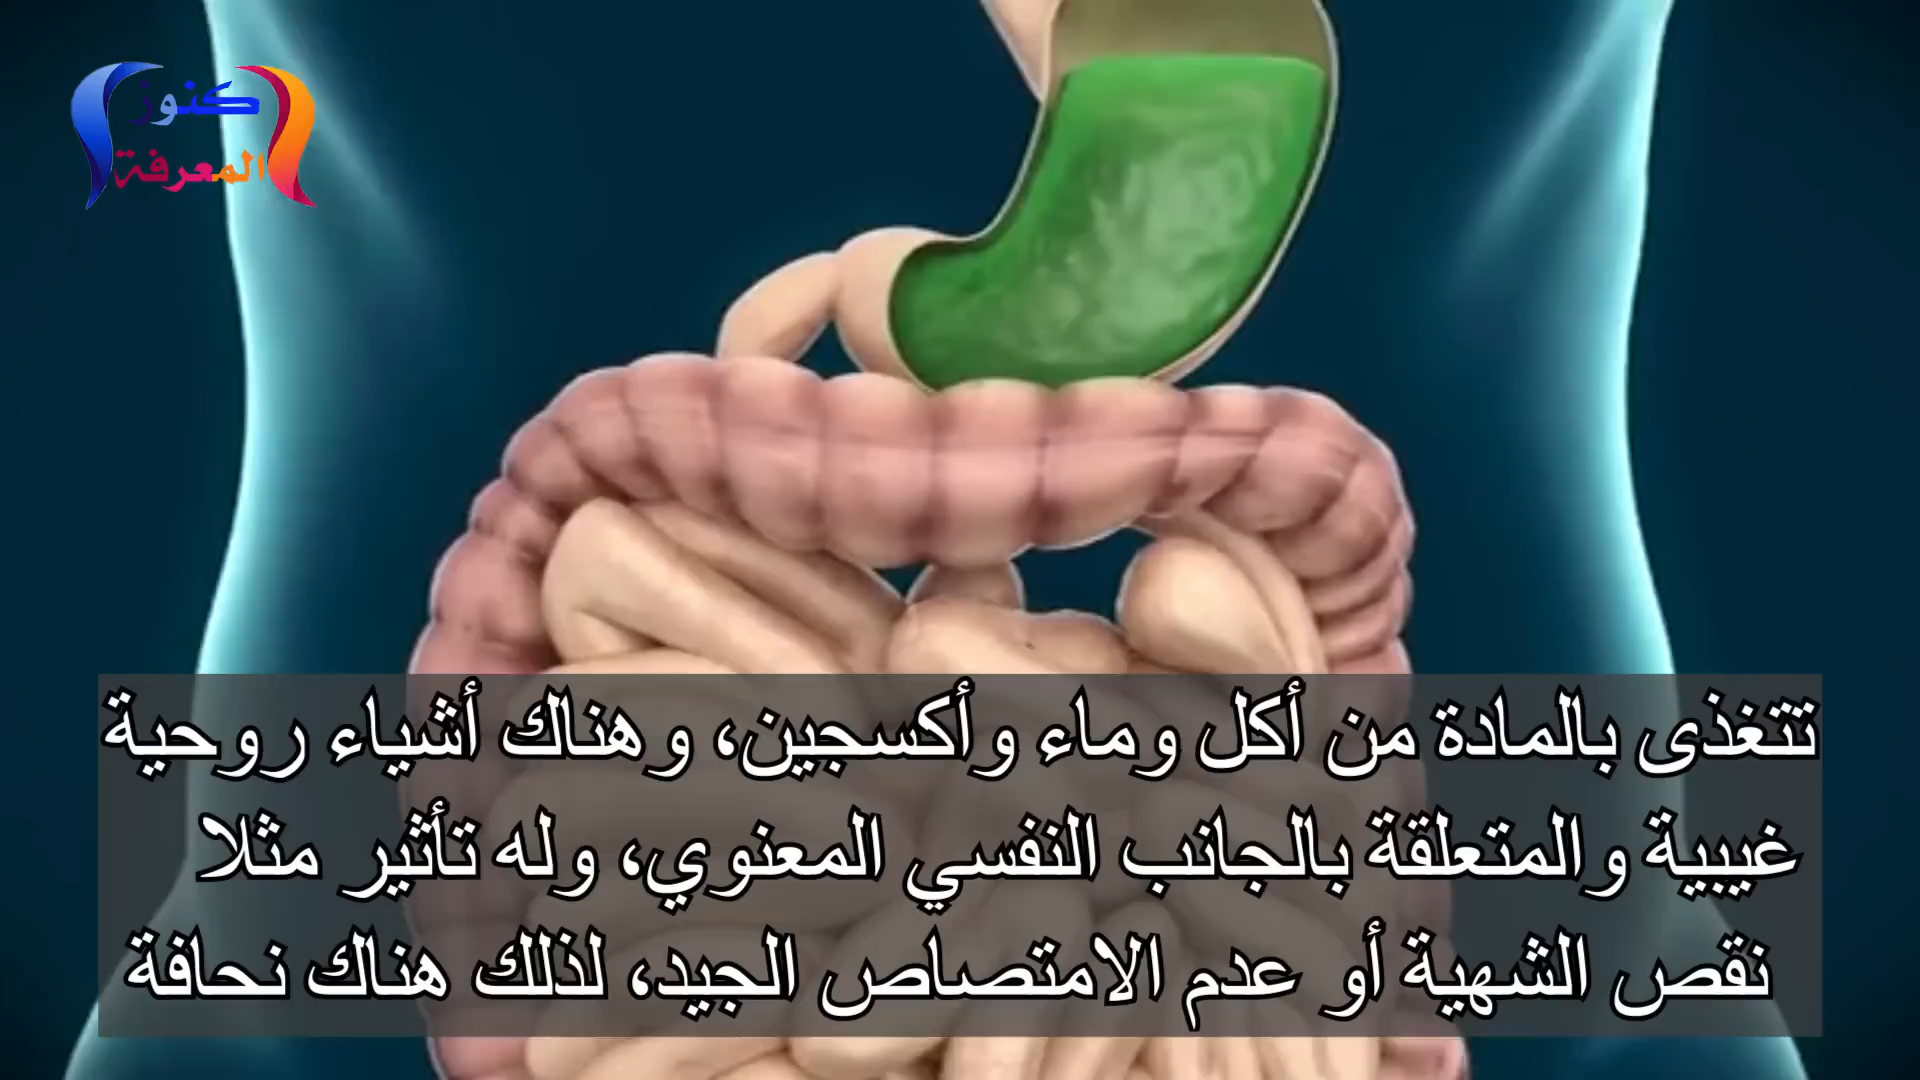 كنوز
المعرفة
تتغذى بالمادة من أكل وماء وأكسجين، وهناك أشياء روحية
غيبية والمتعلقة بالجانب النفسي المعنوي، وله تأثير مثلا
نقص الشهية أو عدم الامتصاص الجيد، لذلك هناك نحافة